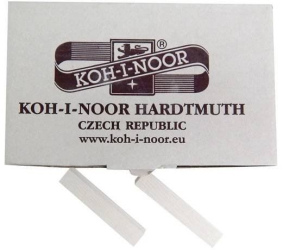 ®
KOH-I-NOOR
KOH-I-NOOR HARDTMUTH
CZECH REPUBLIC
www.koh-i-noor.eu